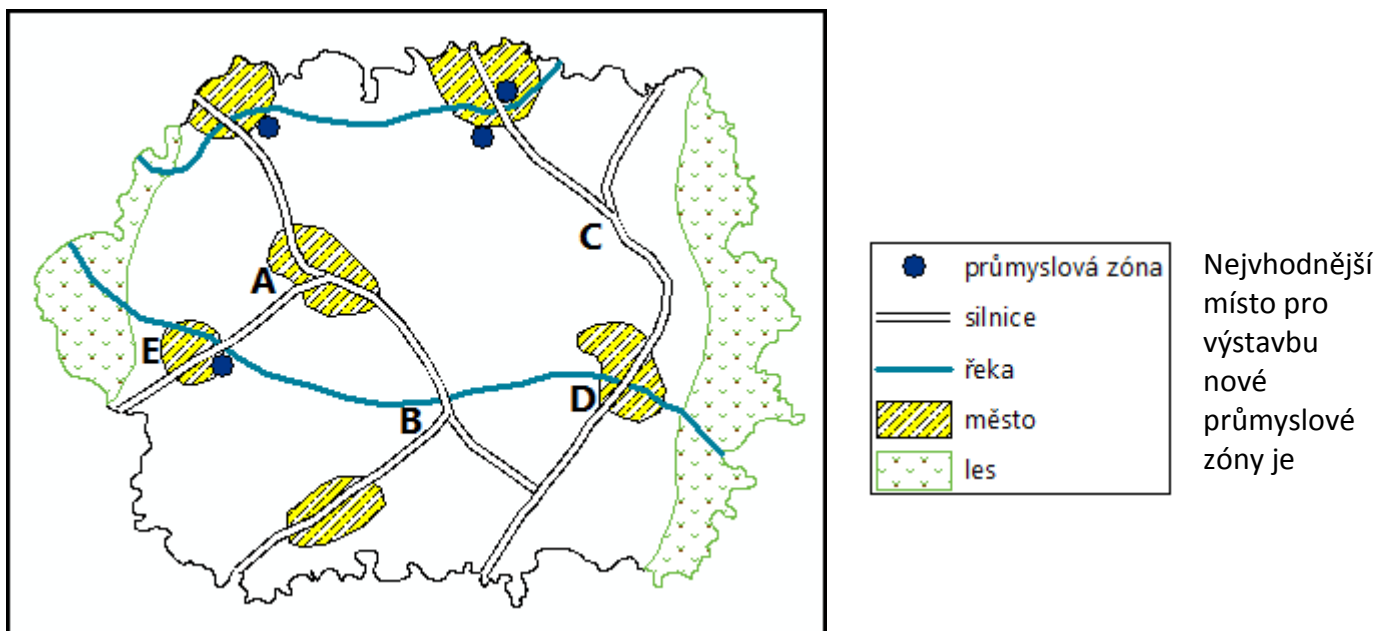 A
C
E
B
D
průmyslová zóna
silnice
řeka
město
les
Nejvhodnější
místo pro
výstavbu
nové
průmyslové
zóny je